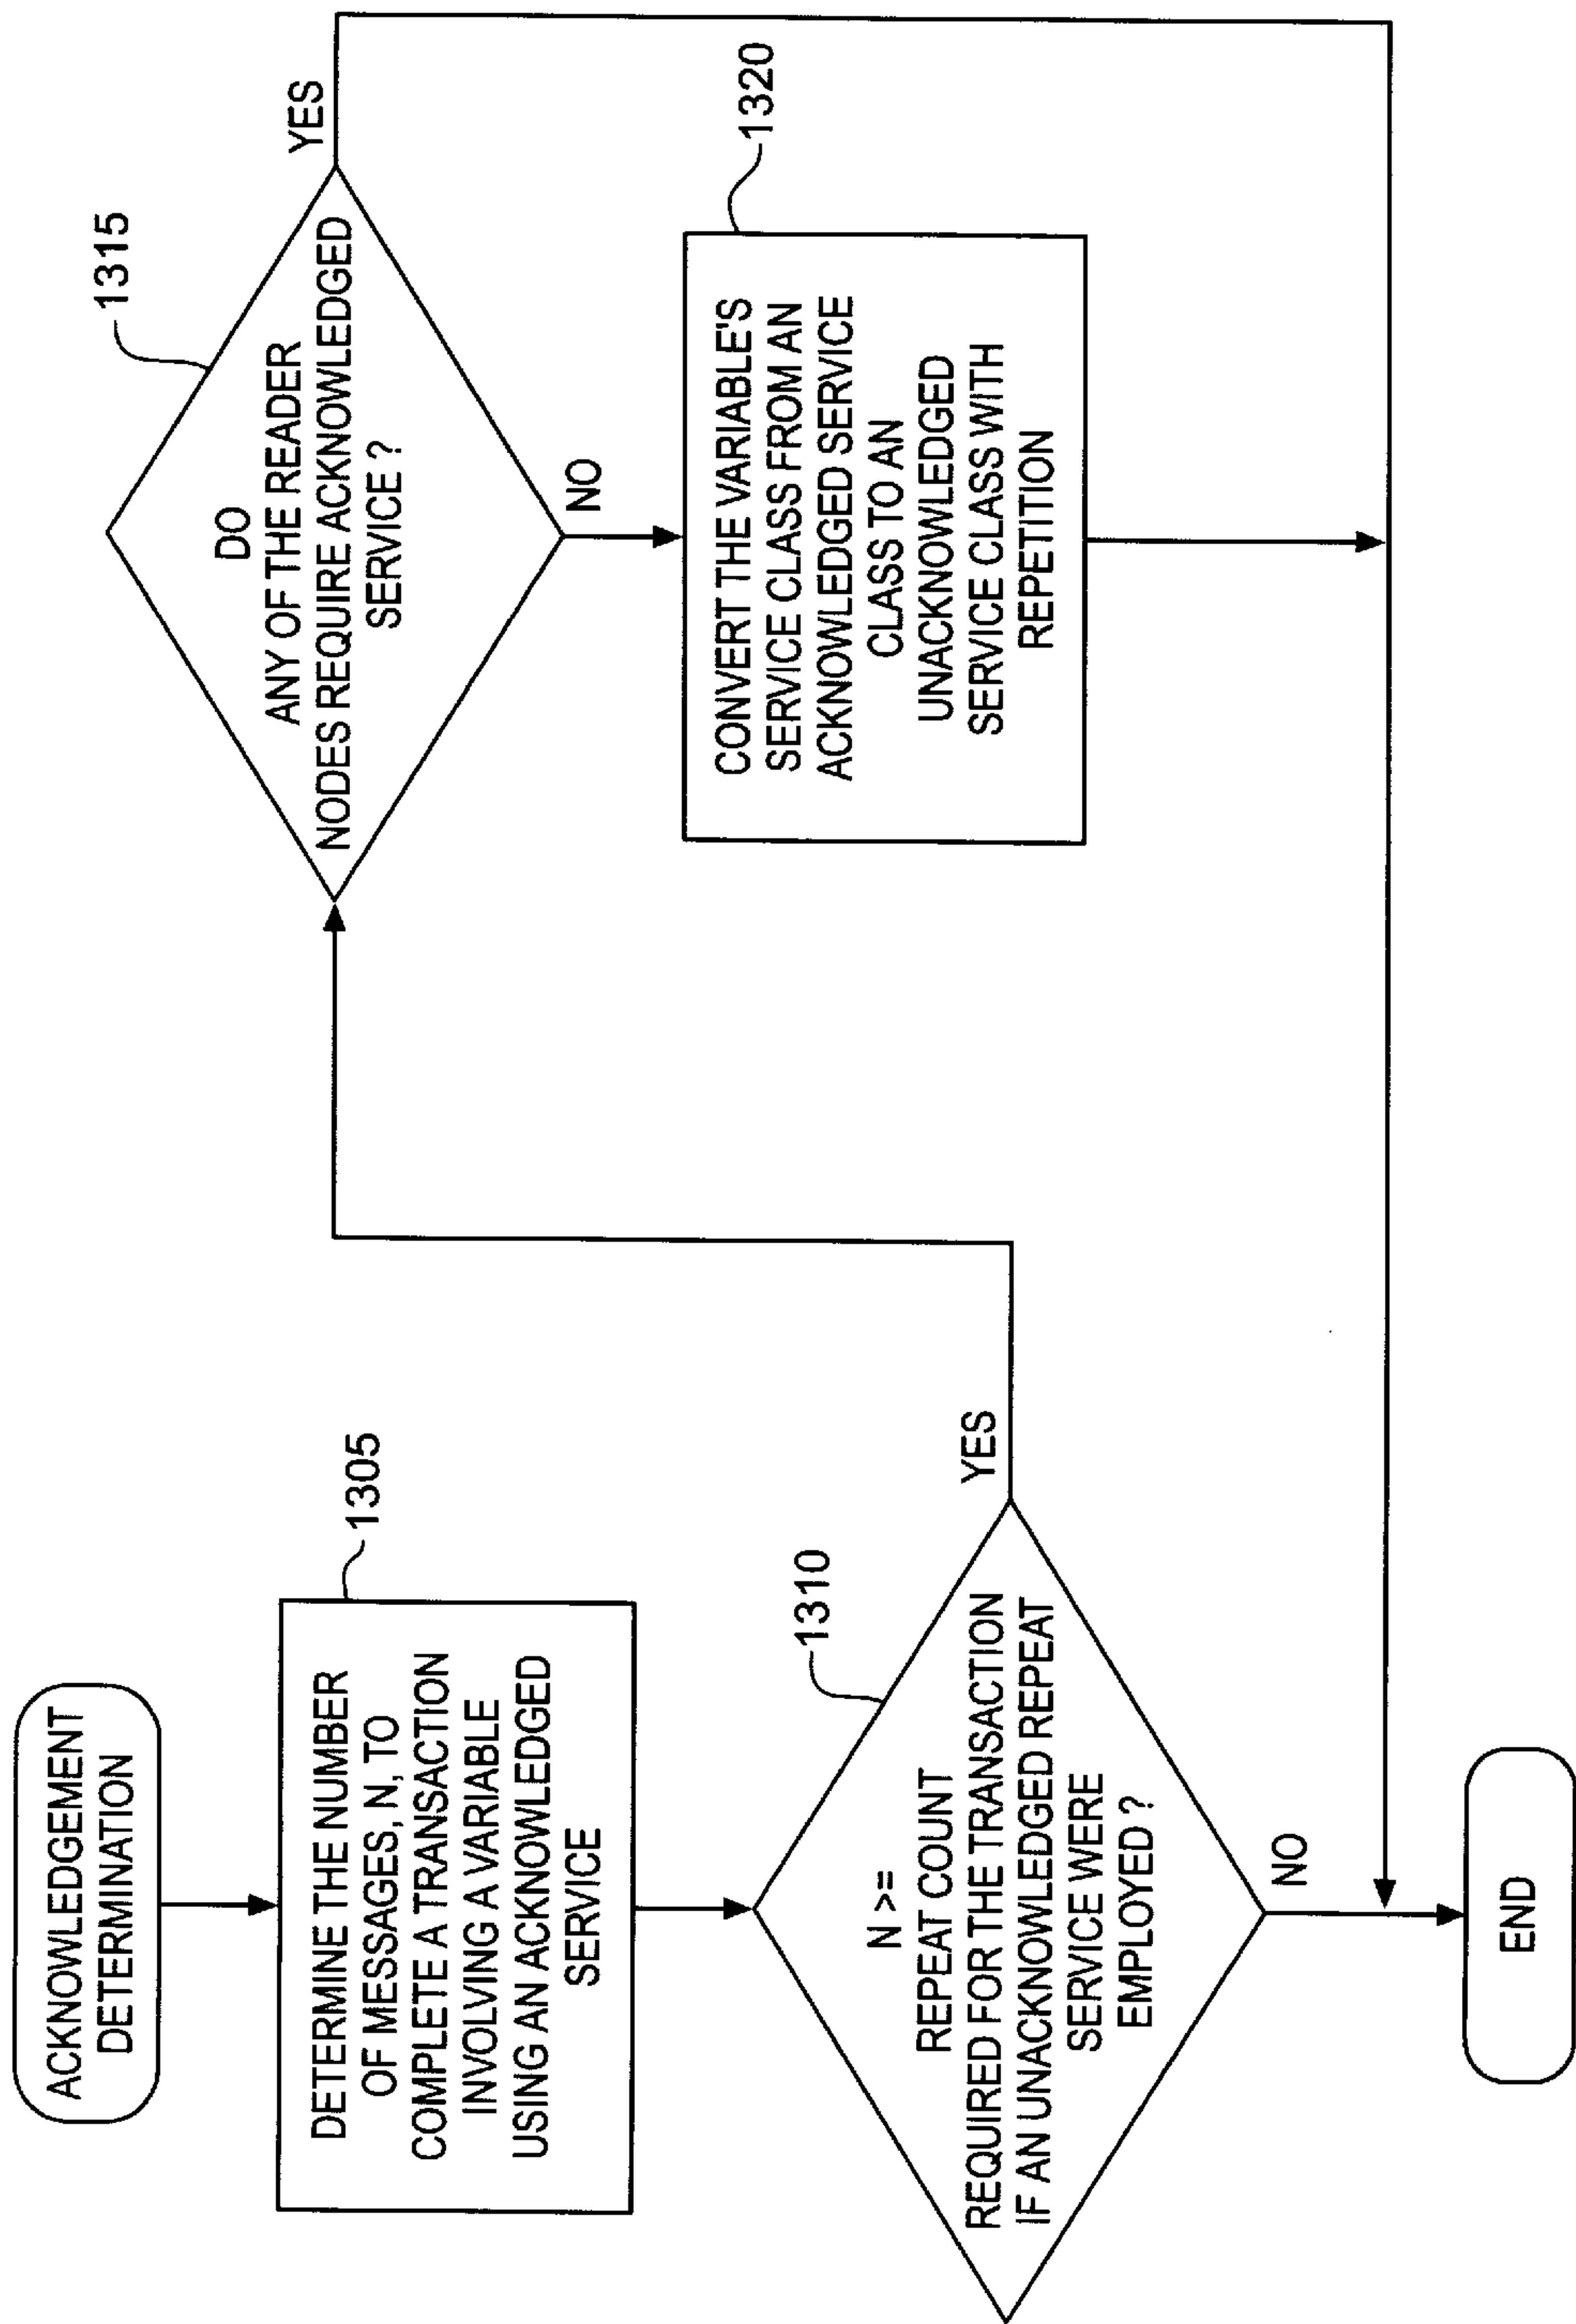 ACKNOWLEDGEMENT
DETERMINATION
1305
DETERMINE THE NUMBER
OF MESSAGES, N, TO
COMPLETE A TRANSACTION
INVOLVING A VARIABLE
USING AN ACKNOWLEDGED
SERVICE
1310
N >=
REPEAT COUNT
REQUIRED FOR THE TRANSACTION
IF AN UNACKNOWLEDGED REPEAT
SERVICE WERE
EMPLOYED ?
YES
NO
END
1315
DO
ANY OF THE READER
NODES REQUIRE ACKNOWLEDGED
SERVICE ?
YES
NO
1320
CONVERT THE VARIABLE'S
SERVICE CLASS FROM AN
ACKNOWLEDGED SERVICE
CLASS TO AN
UNACKNOWLEDGED
SERVICE CLASS WITH
REPETITION